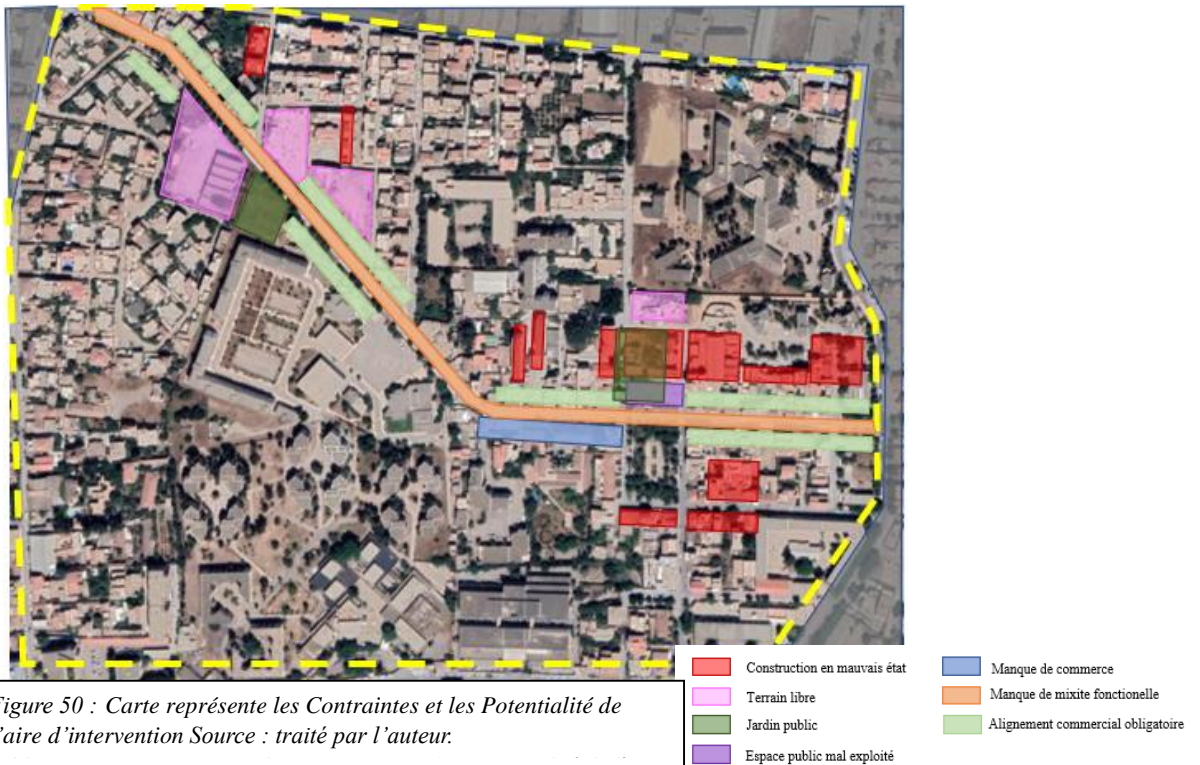 Construction en mauvais état
Terrain libre
Jardin public
Espace public mal exploité
Manque de commerce
Manque de mixite fonctionelle
Alignement commercial obligatoire
igure 50 : Carte représente les Contraintes et les Potentialité de
'aire d'intervention Source : traité par l'auteur.